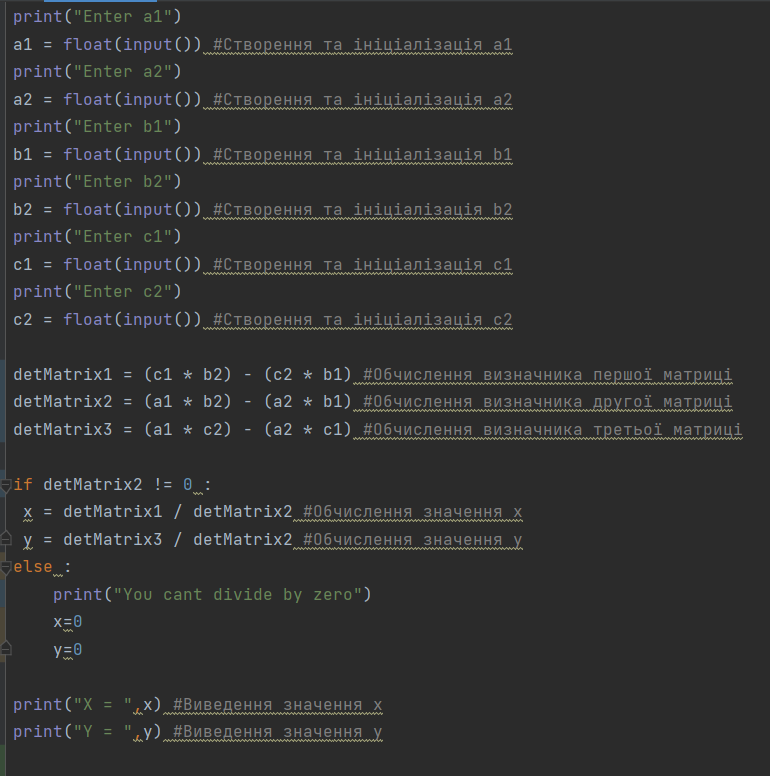 print("Enter a1")
a1 = float(input()) #Створення та ініціалізація a1
print("Enter a2")
a2 = float(input()) #Створення та ініціалізація a2
print("Enter b1")
b1 = float(input()) #Створення та ініціалізація b1
print("Enter b2")
b2 = float(input()) #Створення та ініціалізація b2
print("Enter c1")
c1 = float(input()) #Створення та ініціалізація c1
print("Enter c2")
c2 = float(input()) #Створення та ініціалізація c2

detMatrix1 = (c1 * b2) - (c2 * b1) #Обчислення визначника першої матриці
detMatrix2 = (a1 * b2) - (a2 * b1) #Обчислення визначника другої матриці
detMatrix3 = (a1 * c2) - (a2 * c1) #Обчислення визначника третьої матриці

if detMatrix2 != 0 :
 x = detMatrix1 / detMatrix2 #Обчислення значення x
 y = detMatrix3 / detMatrix2 #Обчислення значення y
else :
    print("You cant divide by zero")
    x=0
    y=0

print("X = ",x) #Виведення значення x
print("Y = ",y) #Виведення значення y